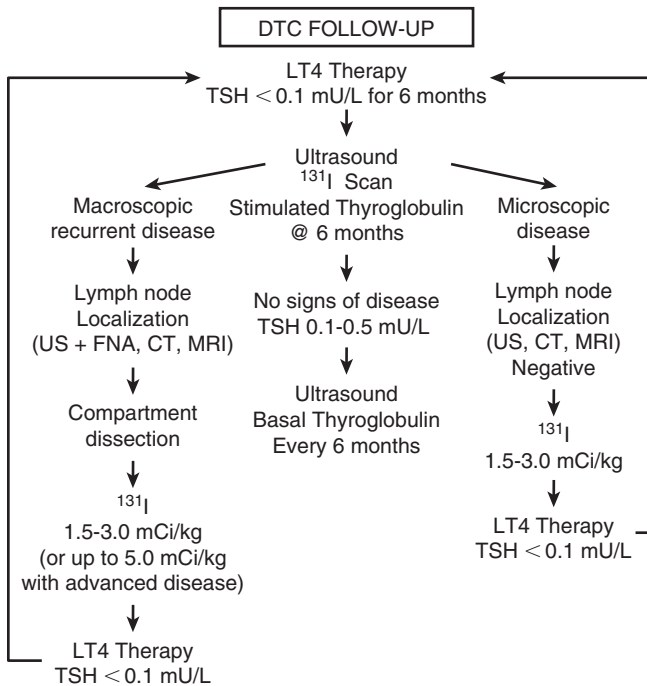 DTC FOLLOW-UP
LT4 Therapy
TSH < 0.1 mU/L for 6 months
Ultrasound
¹³¹I Scan
Stimulated Thyroglobulin
@ 6 months
Macroscopic
recurrent disease
Lymph node
Localization
(US + FNA, CT, MRI)
Compartment
dissection
¹³¹I
1.5-3.0 mCi/kg
(or up to 5.0 mCi/kg
with advanced disease)
LT4 Therapy
TSH < 0.1 mU/L
No signs of disease
TSH 0.1-0.5 mU/L
Ultrasound
Basal Thyroglobulin
Every 6 months
Microscopic
disease
Lymph node
Localization
(US, CT, MRI)
Negative
¹³¹I
1.5-3.0 mCi/kg
LT4 Therapy
TSH < 0.1 mU/L